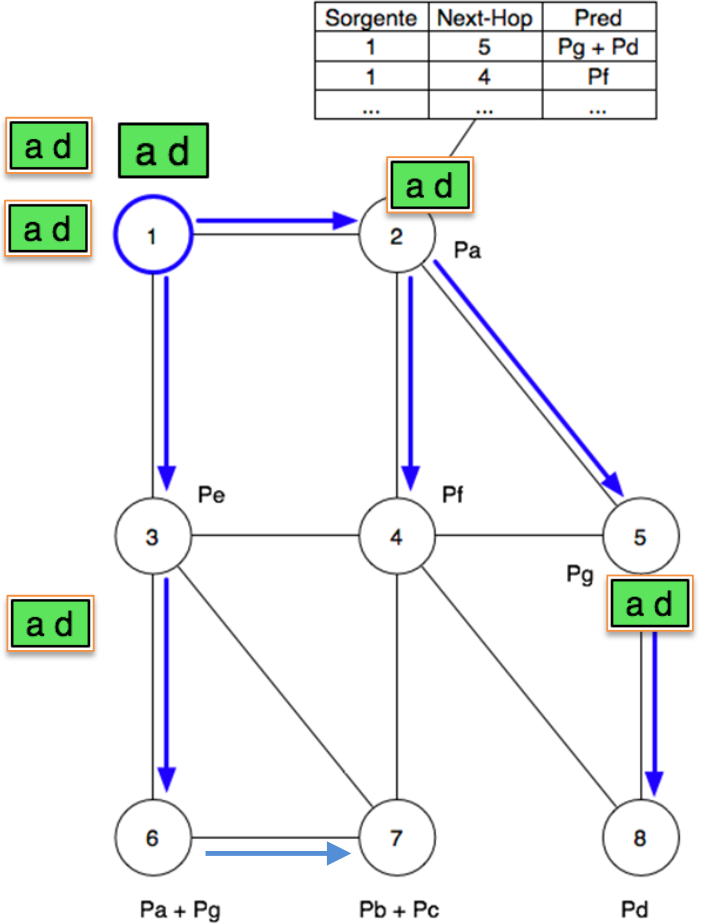 Sorgente Next-Hop Pred
1 5 Pg + Pd
1 4 Pf
... ... ...
a d
a d
a d
a d
1
2
Pa
Pe
Pf
3
4
5
Pg
a d
a d
6
7
8
Pa + Pg
Pb + Pc
Pd